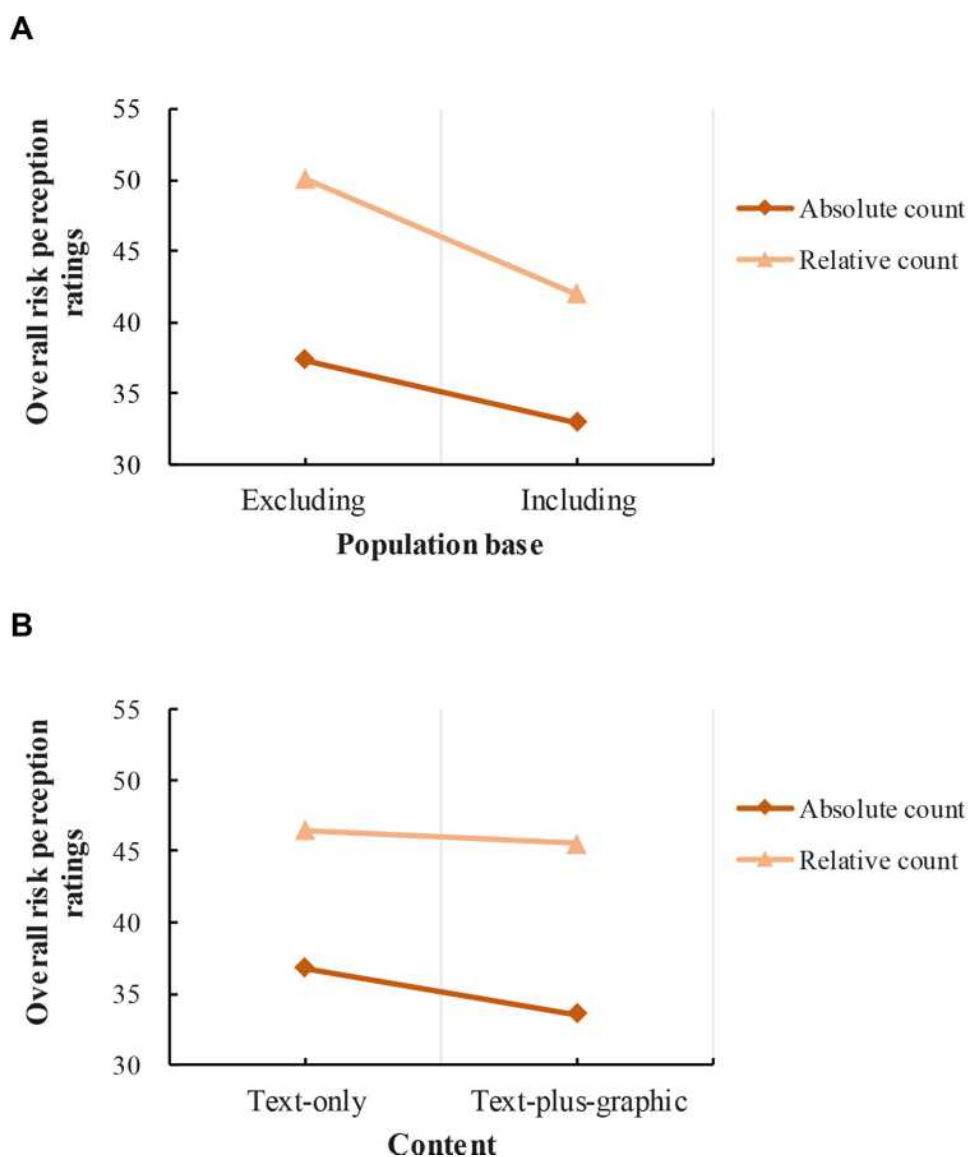 A
55
50
45
40
35
30
Overall risk perception
ratings
Excluding
Including
Population base
Absolute count
Relative count
B
55
50
45
40
35
30
Overall risk perception
ratings
Text-only
Text-plus-graphic
Content
Absolute count
Relative count